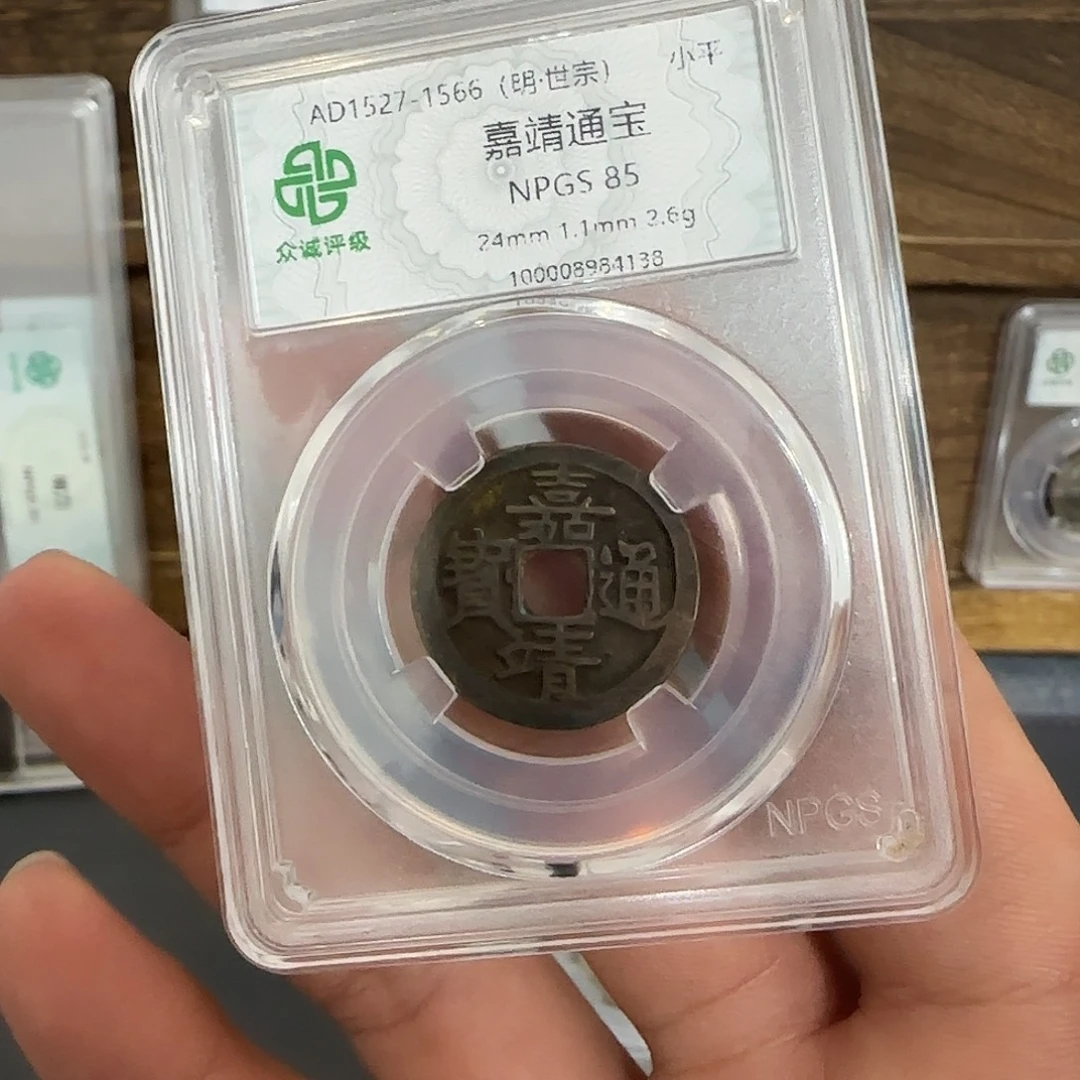 AD1527-1566（明·世宗）
小平
嘉靖通宝
NPGS 85
24mm 1.1mm 3.6g
100008984138
众诚评级
嘉靖通寳
NPGS